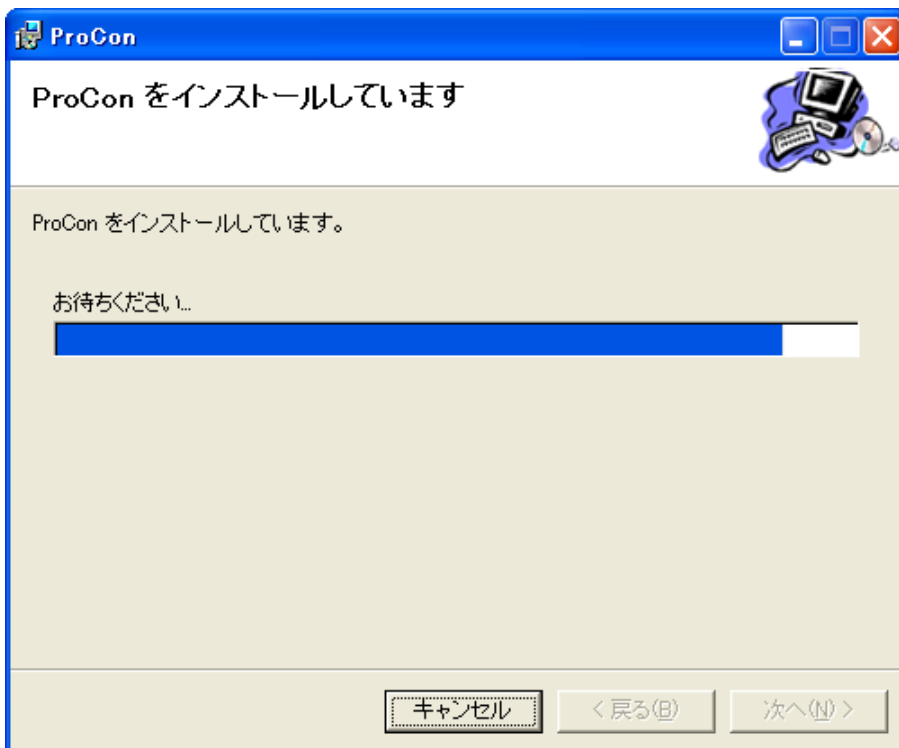 ProCon
ProCon をインストールしています
ProCon をインストールしています。
お待ちください...
キャンセル
< 戻る(B)
次へ(N) >